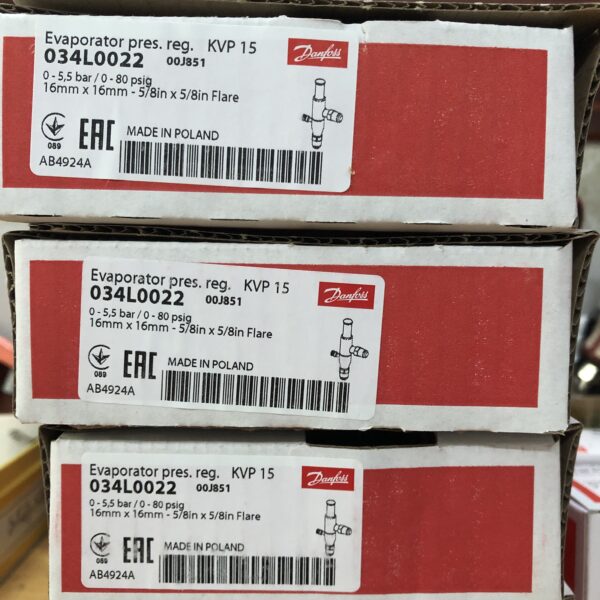 Evaporator pres. reg. KVP 15
Danfoss
034L0022 00J851
0 - 5,5 bar / 0 - 80 psig
16mm x 16mm - 5/8in x 5/8in Flare
089
EAC
MADE IN POLAND
AB4924A
Evaporator pres. reg. KVP 15
Danfoss
034L0022 00J851
0 - 5,5 bar / 0 - 80 psig
16mm x 16mm - 5/8in x 5/8in Flare
089
EAC
MADE IN POLAND
AB4924A
Evaporator pres. reg. KVP 15
Danfoss
034L0022 00J851
0 - 5,5 bar / 0 - 80 psig
16mm x 16mm - 5/8in x 5/8in Flare
089
EAC
MADE IN POLAND
AB4924A